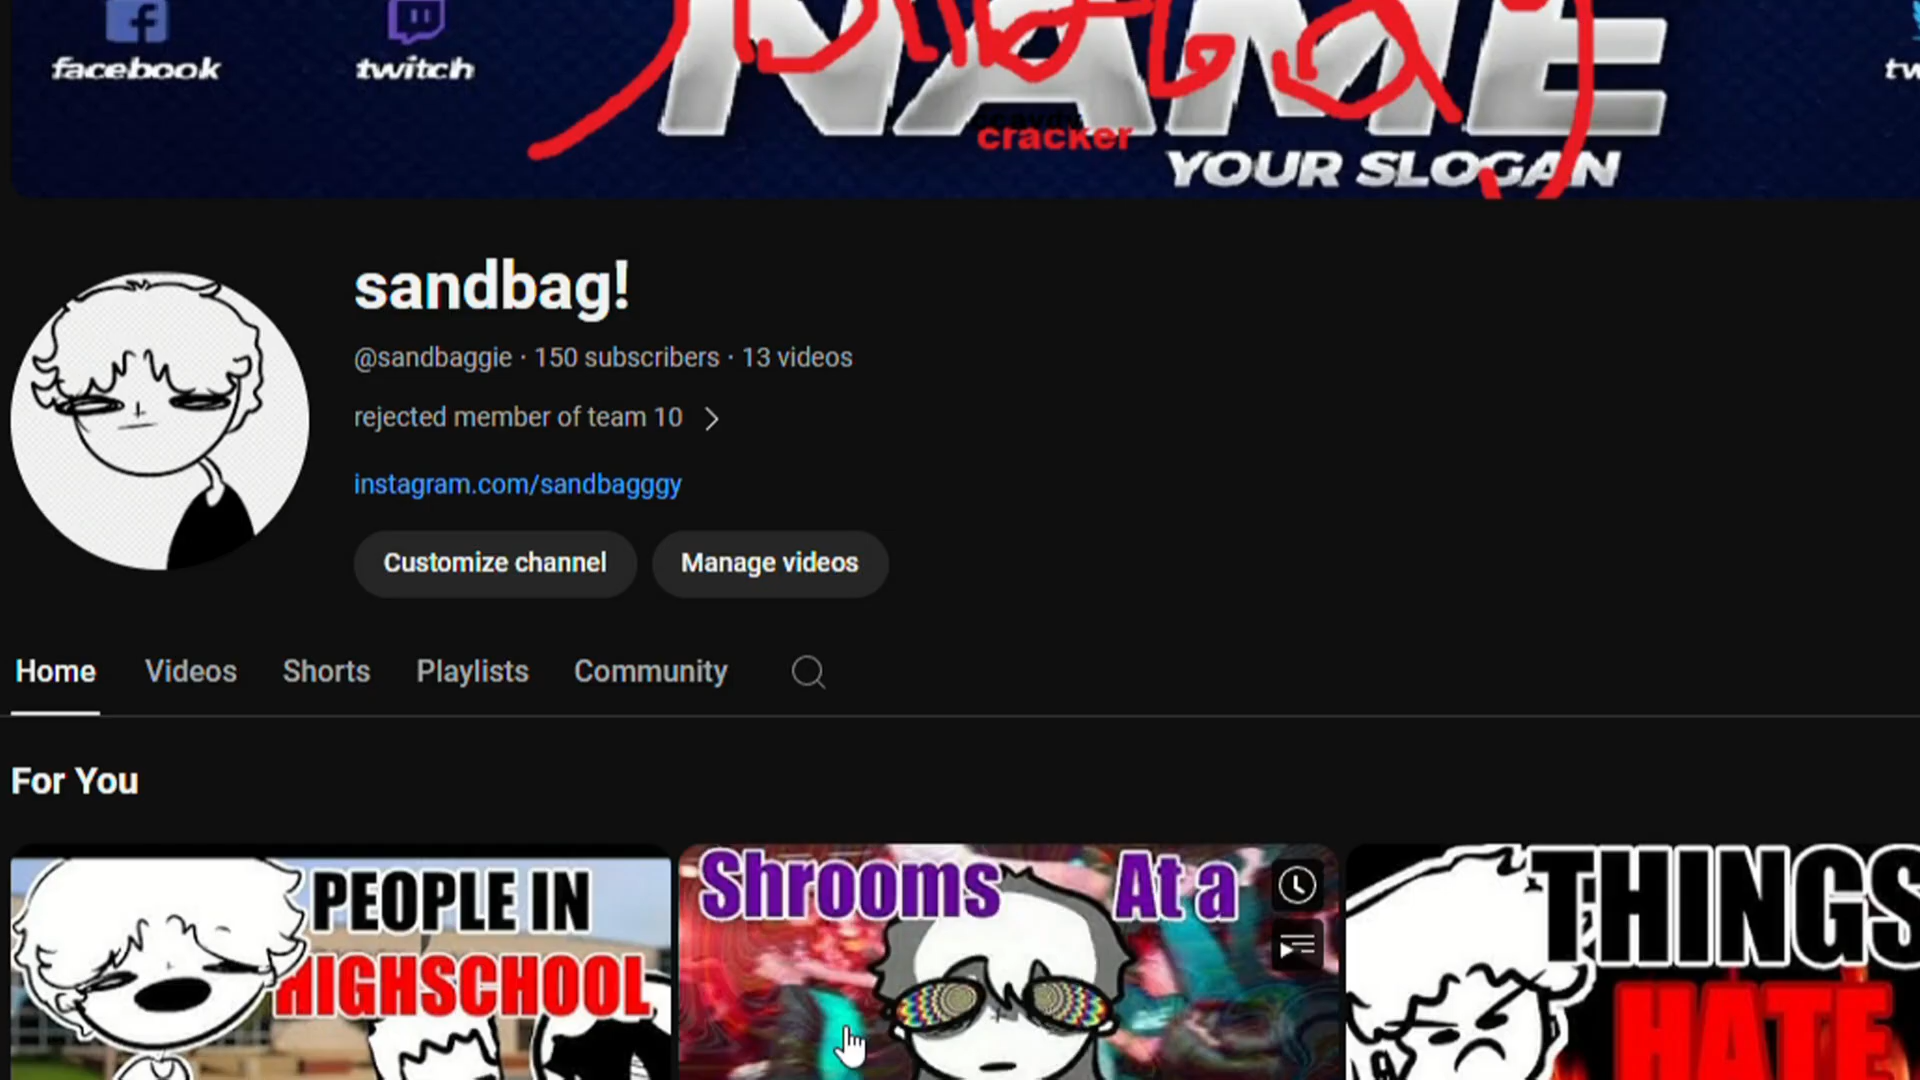 facebook
twitch
NAME
tw
cracker
YOUR SLOGAN
sandbag!
@sandbaggie · 150 subscribers · 13 videos
rejected member of team 10
instagram.com/sandbagggy
Customize channel
Manage videos
Home
Videos
Shorts
Playlists
Community
For You
PEOPLE IN
HIGHSCHOOL
Shrooms At a
THINGS
HATE